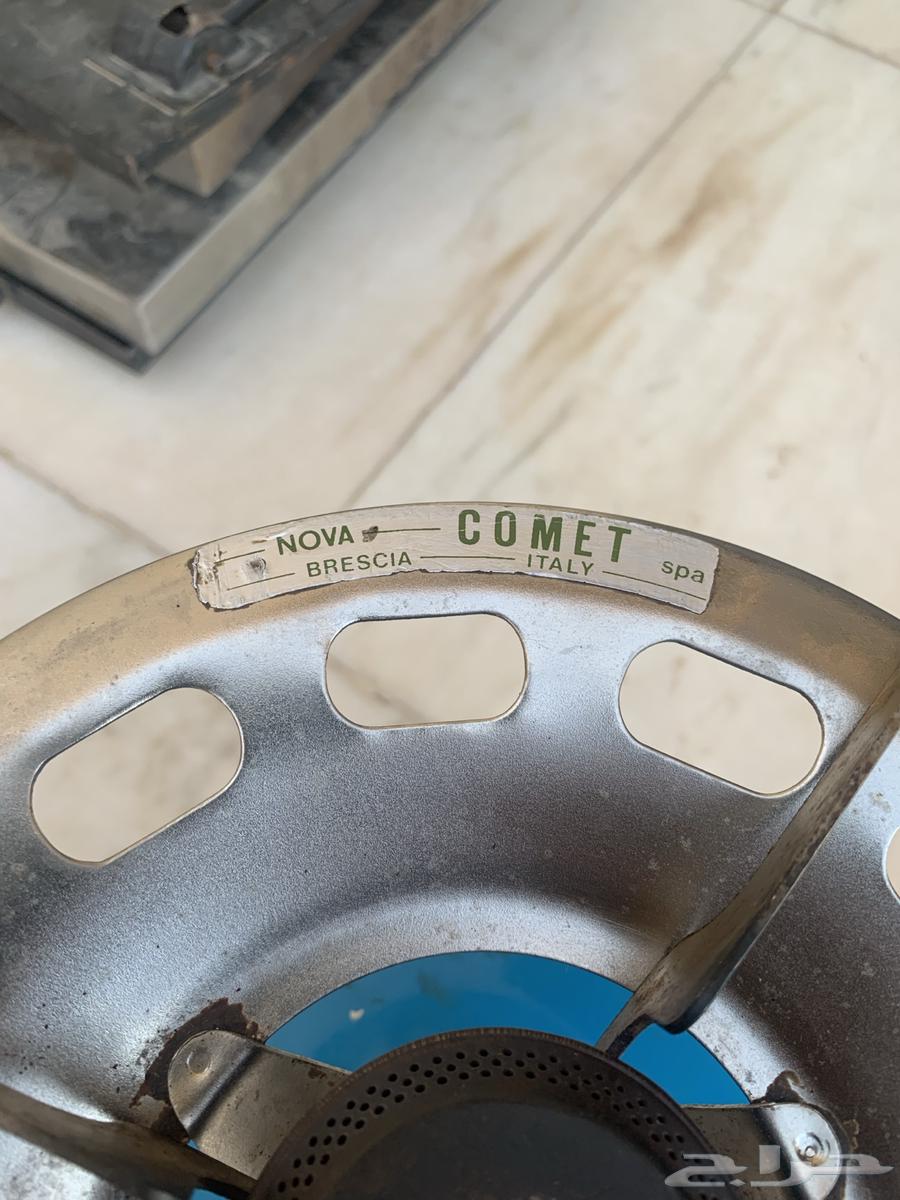 NOVA COMET
BRESCIA ITALY spa
حراج